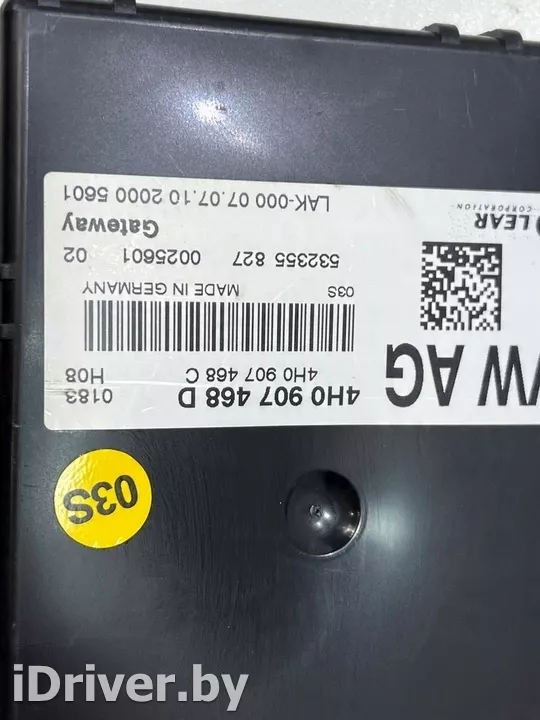 VW AG
4H0 907 468 D
0183
4H0 907 468 C
H08
03S
MADE IN GERMANY
532355 827 0025601 02
Gateway
LAK-000 07.07.10 2000 5601
LEAR
CORPORATION
03S
iDriver.by